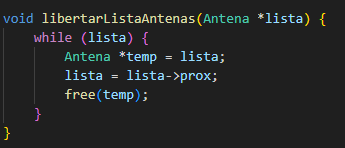 void libertarListaAntenas(Antena *lista) {
    while (lista) {
        Antena *temp = lista;
        lista = lista->prox;
        free(temp);
    }
}